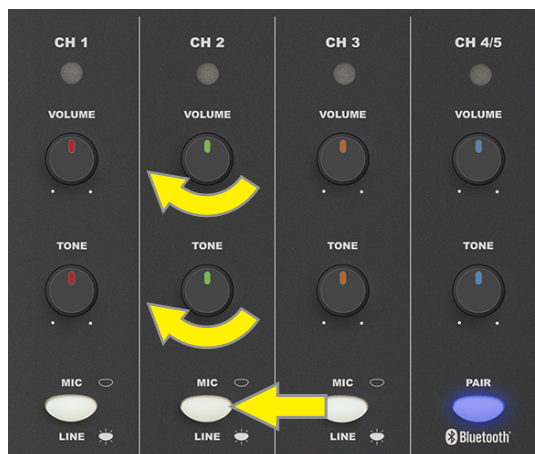 CH 1 CH 2 CH 3 CH 4/5
VOLUME VOLUME VOLUME VOLUME
TONE TONE TONE TONE
MIC MIC MIC PAIR
LINE LINE LINE Bluetooth